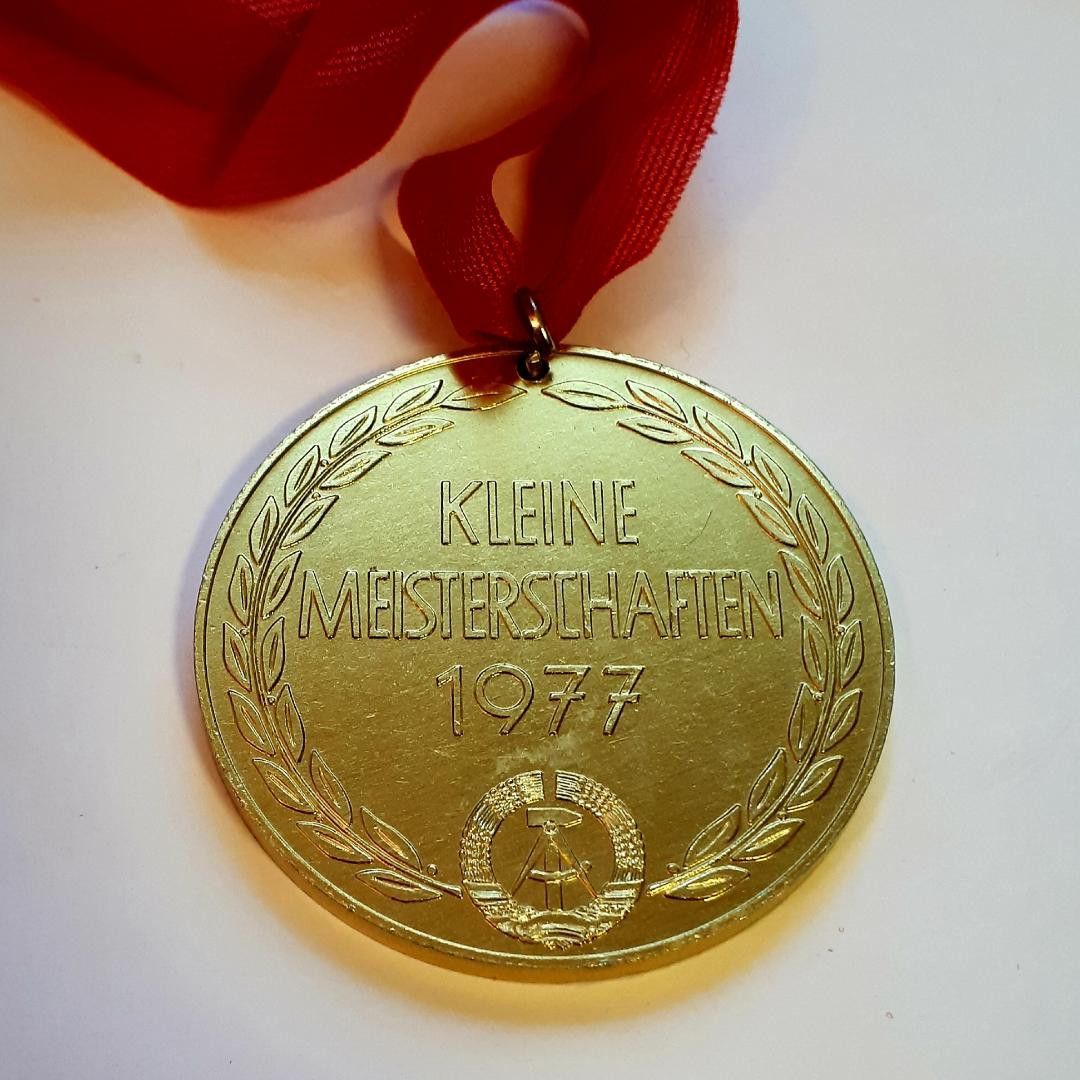 KLEINE
MEISTERSCHAFTEN
1977